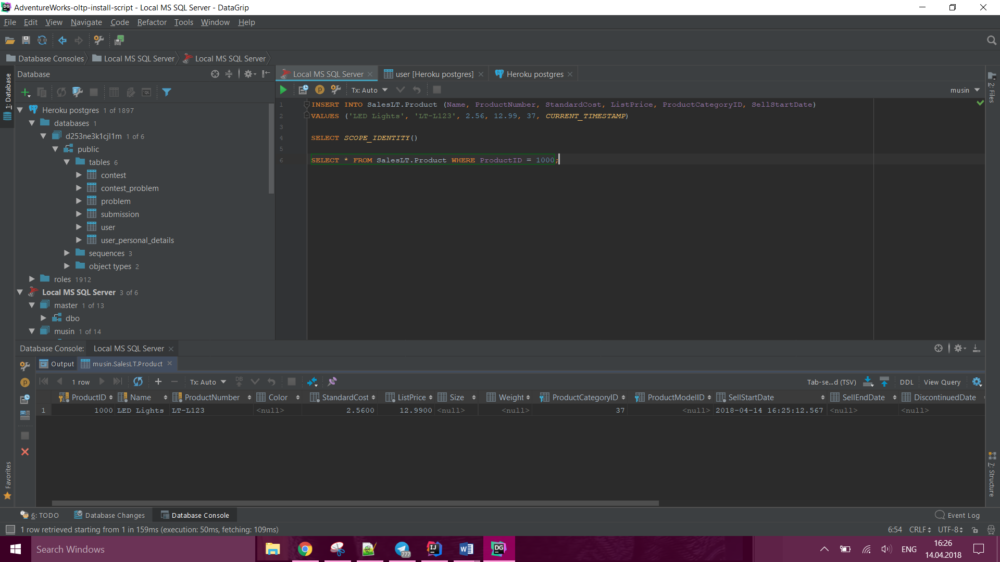 AdventureWorks-oltp-install-script - Local MS SQL Server - DataGrip
File Edit View Navigate Code Refactor Tools Window Help
Database Consoles Local MS SQL Server Local MS SQL Server
1: Database
Database
Local MS SQL Server user [Heroku postgres] Heroku postgres
2: Files
Tx: Auto
musin
Heroku postgres 1 of 1897
databases 1
d253ne3k1cjl1m 1 of 6
public
tables 6
contest
contest_problem
problem
submission
user
user_personal_details
sequences 3
object types 2
roles 1912
Local MS SQL Server 3 of 6
master 1 of 13
dbo
musin 1 of 14
1 INSERT INTO SalesLT.Product (Name, ProductNumber, StandardCost, ListPrice, ProductCategoryID, SellStartDate)
2 VALUES ('LED Lights', 'LT-L123', 2.56, 12.99, 37, CURRENT_TIMESTAMP)
3
4 SELECT SCOPE_IDENTITY()
5
6 SELECT * FROM SalesLT.Product WHERE ProductID = 1000;
Database Console: Local MS SQL Server
Output musin.SalesLT.Product
1 row Tx: Auto DB Tab-se...d (TSV) DDL View Query
ProductID Name ProductNumber Color StandardCost ListPrice Size Weight ProductCategoryID ProductModelID SellStartDate SellEndDate DiscontinuedDate
1 1000 LED Lights LT-L123 <null> 2.5600 12.9900 <null> <null> 37 <null> 2018-04-14 16:25:12.567 <null> <null>
Favorites
7: Structure
6: TODO Database Changes Database Console Event Log
1 row retrieved starting from 1 in 159ms (execution: 50ms, fetching: 109ms) 6:54 CRLF UTF-8
Search Windows
777
IJ
W
DG
ENG
16:26
14.04.2018